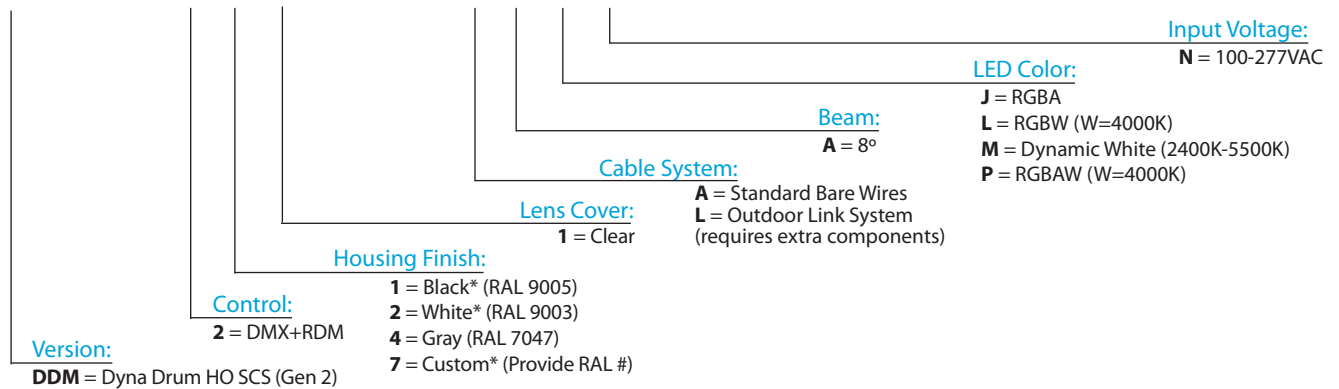 Input Voltage:
N = 100-277VAC
LED Color:
J = RGBA
L = RGBW (W=4000K)
M = Dynamic White (2400K-5500K)
P = RGBAW (W=4000K)
Beam:
A = 8º
Cable System:
A = Standard Bare Wires
L = Outdoor Link System
(requires extra components)
Lens Cover:
1 = Clear
Housing Finish:
1 = Black* (RAL 9005)
2 = White* (RAL 9003)
4 = Gray (RAL 7047)
7 = Custom* (Provide RAL #)
Control:
2 = DMX+RDM
Version:
DDM = Dyna Drum HO SCS (Gen 2)